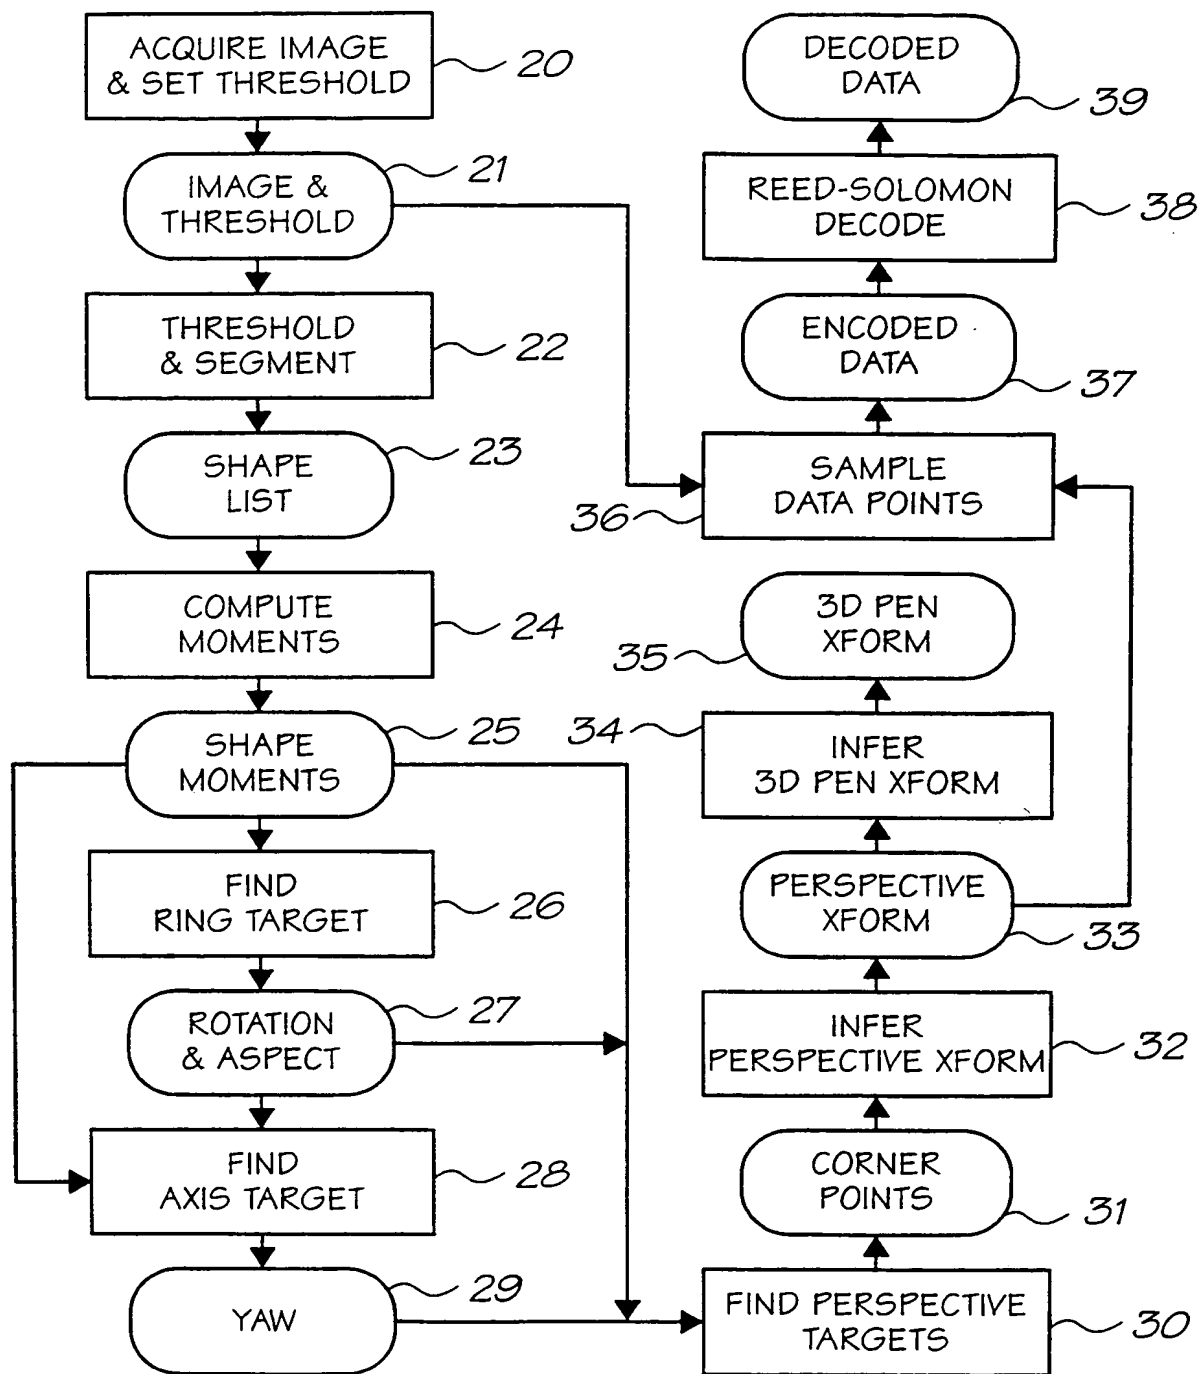 ACQUIRE IMAGE
& SET THRESHOLD
20
IMAGE &
THRESHOLD
21
THRESHOLD
& SEGMENT
22
SHAPE
LIST
23
COMPUTE
MOMENTS
24
SHAPE
MOMENTS
25
FIND
RING TARGET
26
ROTATION
& ASPECT
27
FIND
AXIS TARGET
28
YAW
29
DECODED
DATA
39
REED-SOLOMON
DECODE
38
ENCODED
DATA
37
SAMPLE
DATA POINTS
36
3D PEN
XFORM
35
INFER
3D PEN XFORM
34
PERSPECTIVE
XFORM
33
INFER
PERSPECTIVE XFORM
32
CORNER
POINTS
31
FIND PERSPECTIVE
TARGETS
30